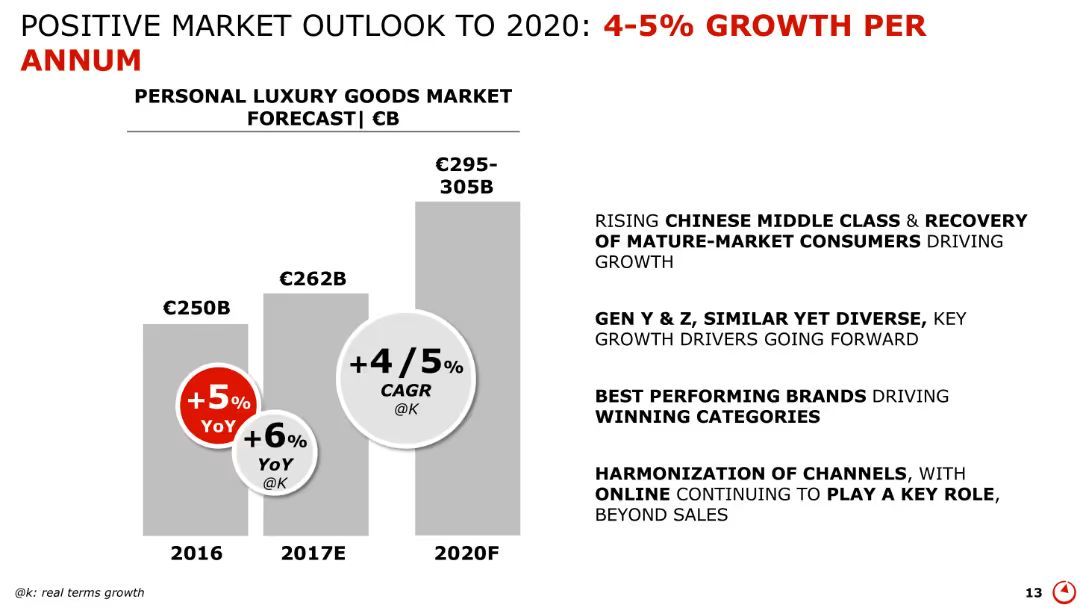 POSITIVE MARKET OUTLOOK TO 2020: 4-5% GROWTH PER
ANNUM
PERSONAL LUXURY GOODS MARKET
FORECAST| €B
€250B
€262B
€295-
305B
+5%
YoY
+6%
YoY
@K
+4/5%
CAGR
@K
2016
2017E
2020F
RISING CHINESE MIDDLE CLASS & RECOVERY
OF MATURE-MARKET CONSUMERS DRIVING
GROWTH
GEN Y & Z, SIMILAR YET DIVERSE, KEY
GROWTH DRIVERS GOING FORWARD
BEST PERFORMING BRANDS DRIVING
WINNING CATEGORIES
HARMONIZATION OF CHANNELS, WITH
ONLINE CONTINUING TO PLAY A KEY ROLE,
BEYOND SALES
@k: real terms growth
13